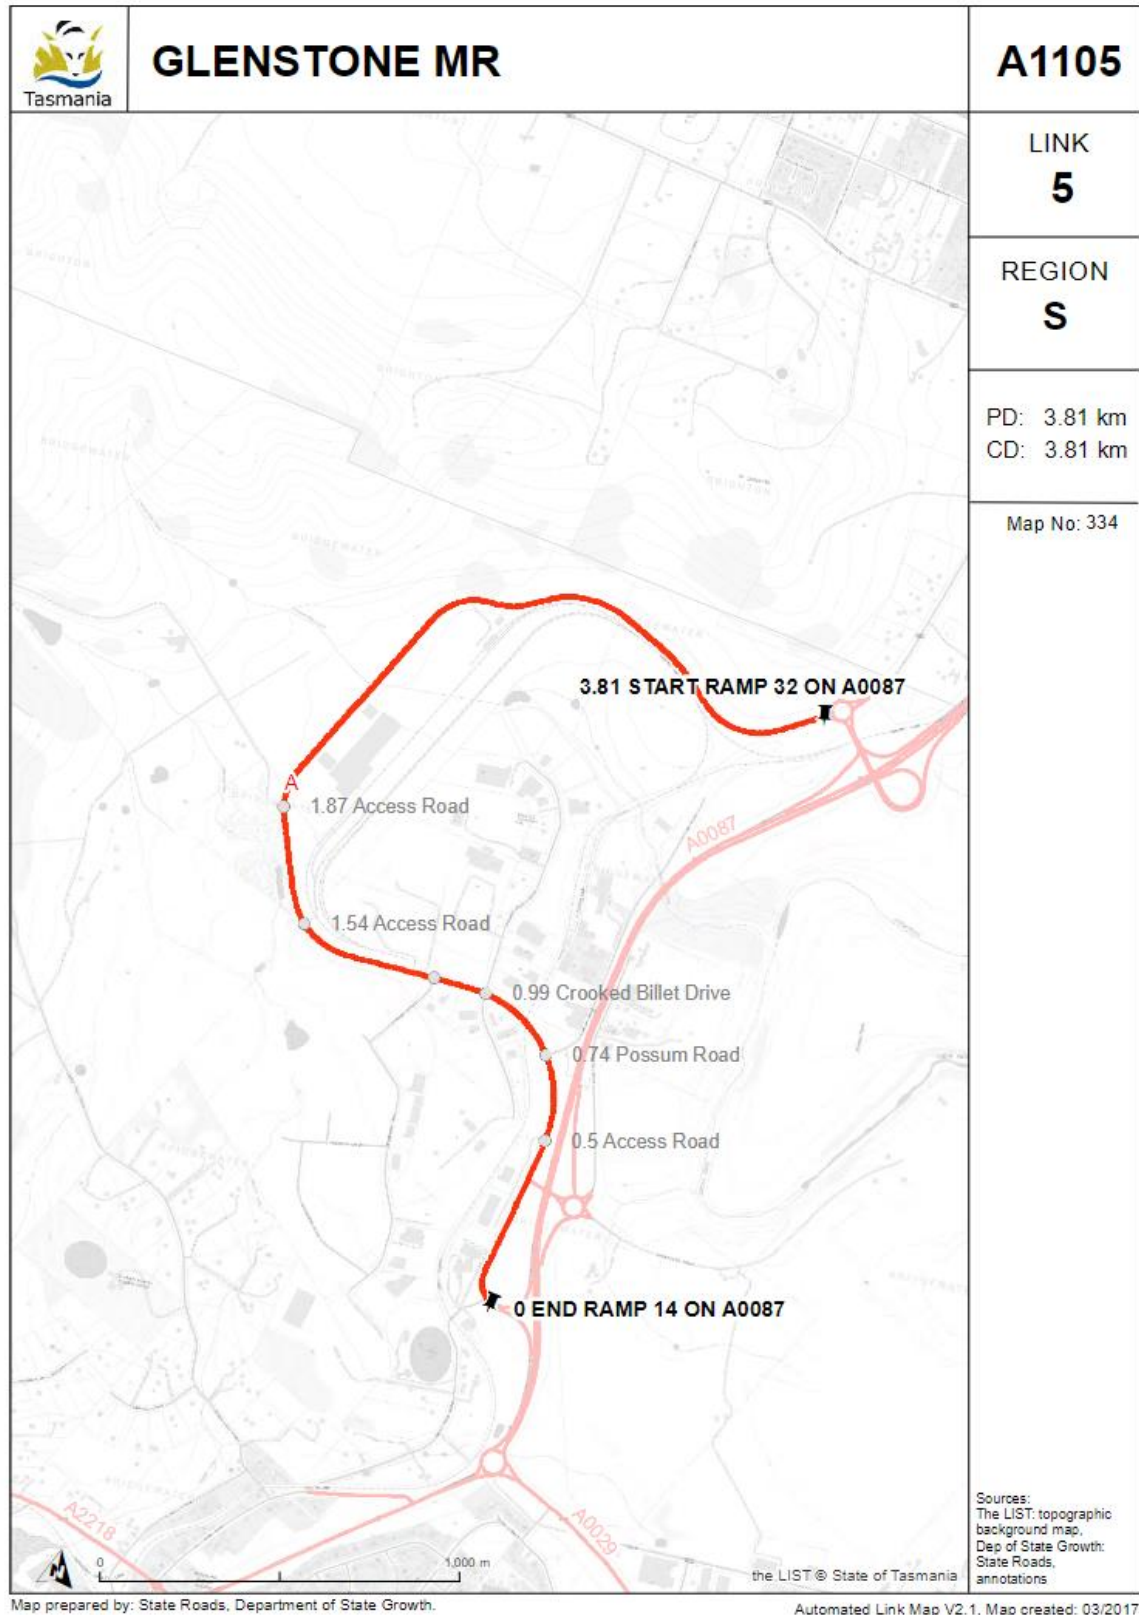 Tasmania
GLENSTONE MR
A1105
LINK
5
REGION
S
PD: 3.81 km
CD: 3.81 km
Map No: 334
BRIGHTON
BRIDGEWATER
BRIGHTON
BRIDGEWATER
3.81 START RAMP 32 ON A0087
A
1.87 Access Road
A0087
1.54 Access Road
0.99 Crooked Billet Drive
0.74 Possum Road
0.5 Access Road
0 END RAMP 14 ON A0087
A2218
A0029
N
0
1,000 m
the LIST © State of Tasmania
Sources:
The LIST: topographic
background map,
Dep of State Growth:
State Roads,
annotations
Map prepared by: State Roads, Department of State Growth.
Automated Link Map V2.1. Map created: 03/2017